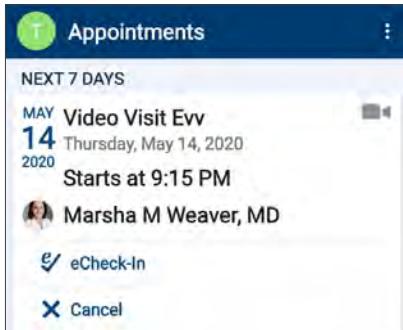 T Appointments
NEXT 7 DAYS
MAY
14
2020
Video Visit Evv
Thursday, May 14, 2020
Starts at 9:15 PM
Marsha M Weaver, MD
eCheck-In
Cancel